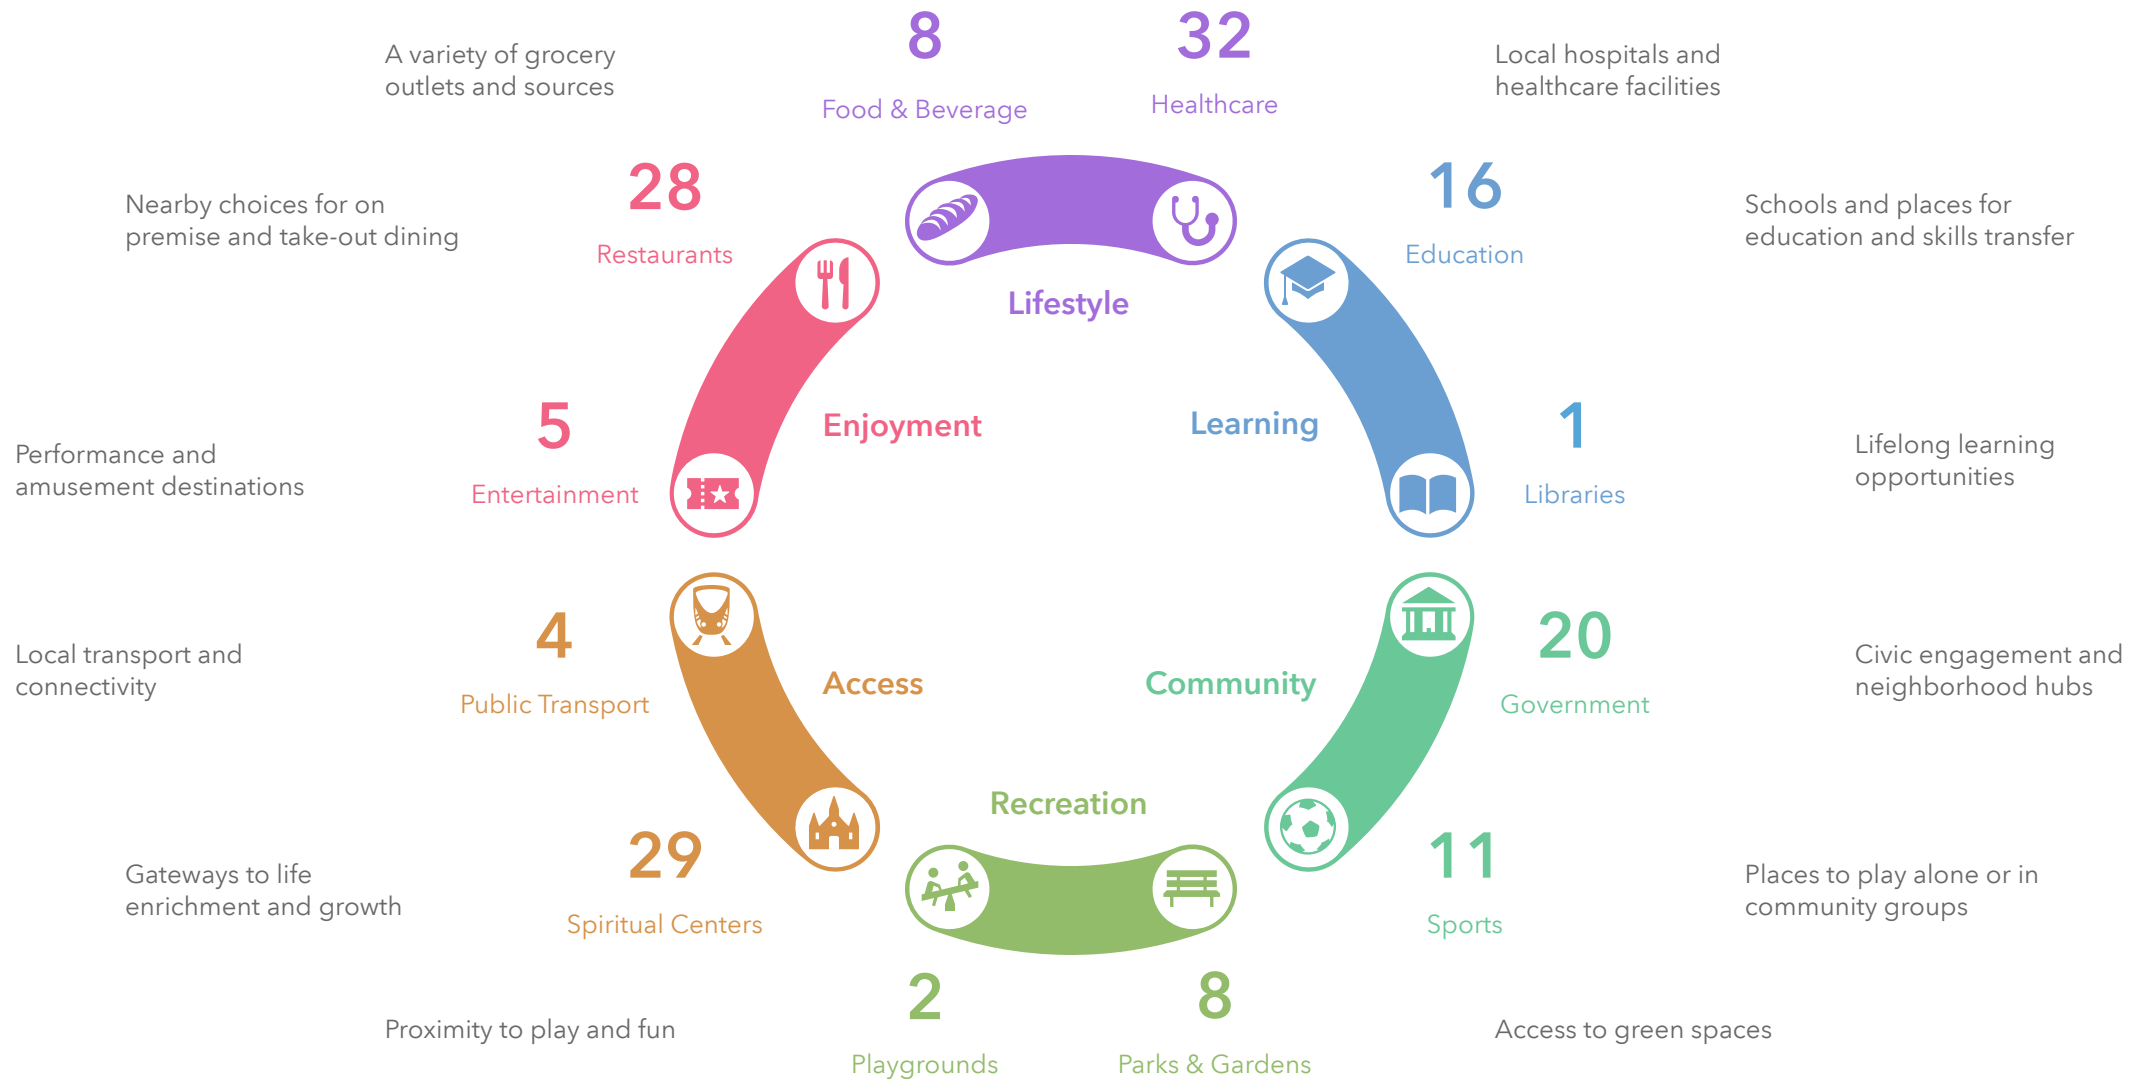 8
32
A variety of grocery
outlets and sources
Food & Beverage
Healthcare
Local hospitals and
healthcare facilities
28
16
Nearby choices for on
premise and take-out dining
Restaurants
Education
Schools and places for
education and skills transfer
Lifestyle
5
1
Enjoyment
Learning
Performance and
amusement destinations
Entertainment
Libraries
Lifelong learning
opportunities
4
20
Local transport and
connectivity
Public Transport
Access
Community
Government
Civic engagement and
neighborhood hubs
Recreation
29
11
Gateways to life
enrichment and growth
Spiritual Centers
Sports
Places to play alone or in
community groups
2
8
Proximity to play and fun
Playgrounds
Parks & Gardens
Access to green spaces